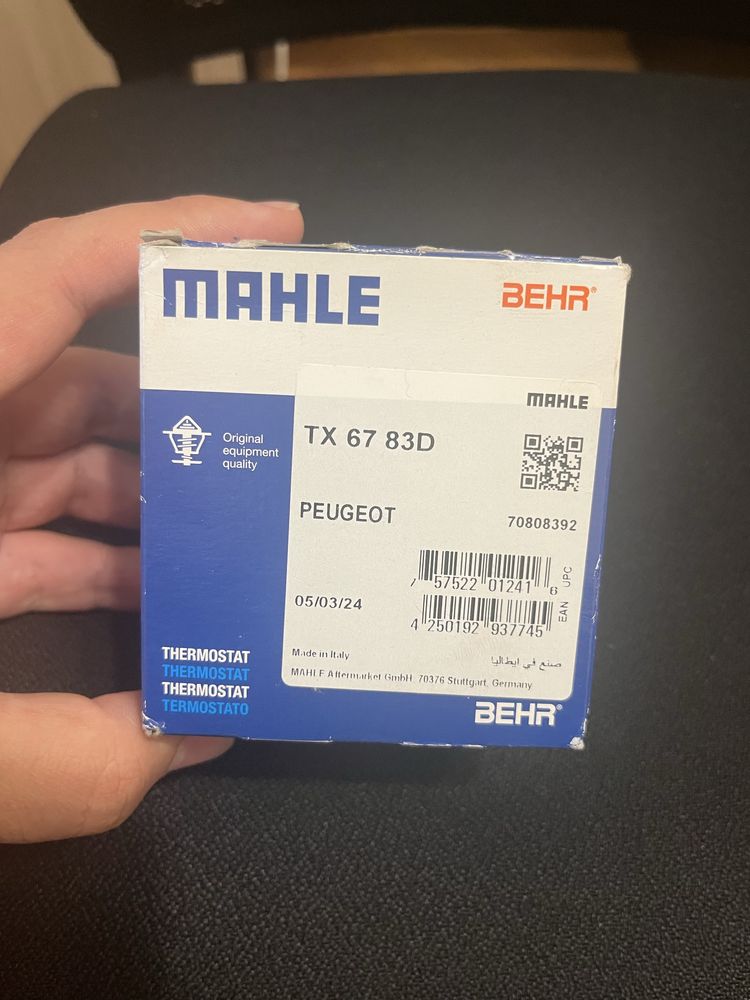 MAHLE
BEHR®
MAHLE
Original
equipment
quality
TX 67 83D
PEUGEOT
70808392
7 57522 01241 6
UPC
05/03/24
4 250192 937745
EAN
Made in Italy
صنع في ايطاليا
MAHLE Aftermarket GmbH, 70376 Stuttgart, Germany
THERMOSTAT
THERMOSTAT
THERMOSTAT
TERMOSTATO
BEHR®